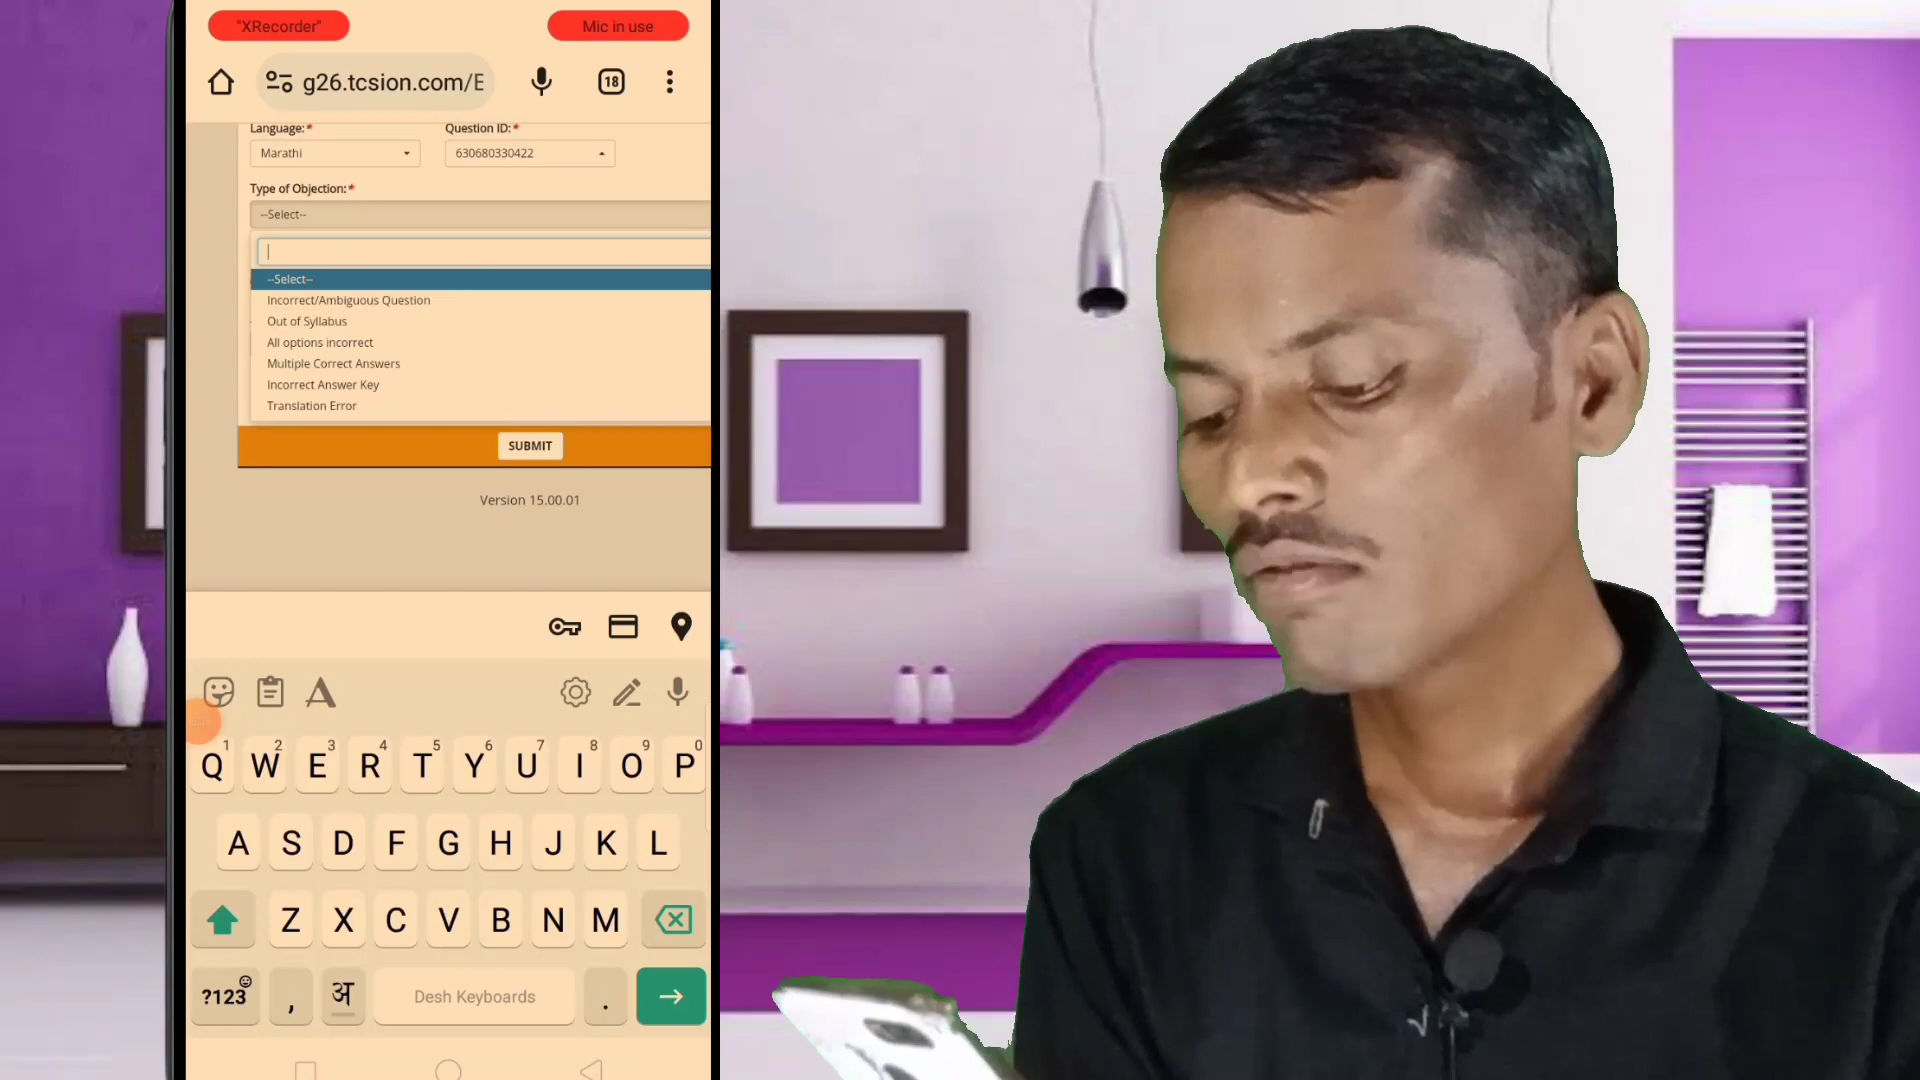 "XRecorder" Mic in use
g26.tcsion.com/E 18
Language:* Question ID:*
Marathi 630680330422
Type of Objection:*
--Select--
--Select--
Incorrect/Ambiguous Question
Out of Syllabus
All options incorrect
Multiple Correct Answers
Incorrect Answer Key
Translation Error
SUBMIT
Version 15.00.01
1 2 3 4 5 6 7 8 9 0
Q W E R T Y U I O P
A S D F G H J K L
Z X C V B N M
?123 , अ Desh Keyboards .